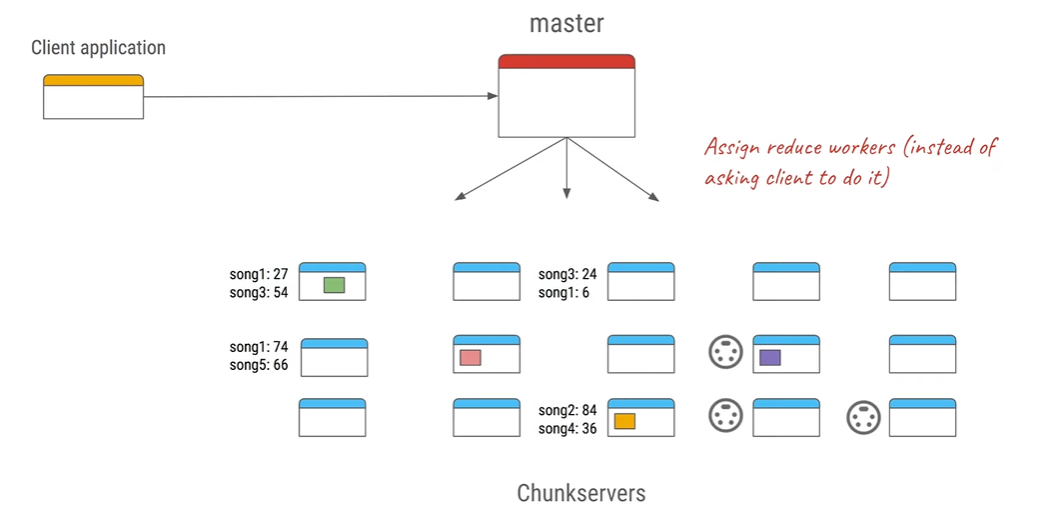 master
Client application
Assign reduce workers (instead of
asking client to do it)
song1: 27
song3: 54
song3: 24
song1: 6
song1: 74
song5: 66
song2: 84
song4: 36
Chunkservers